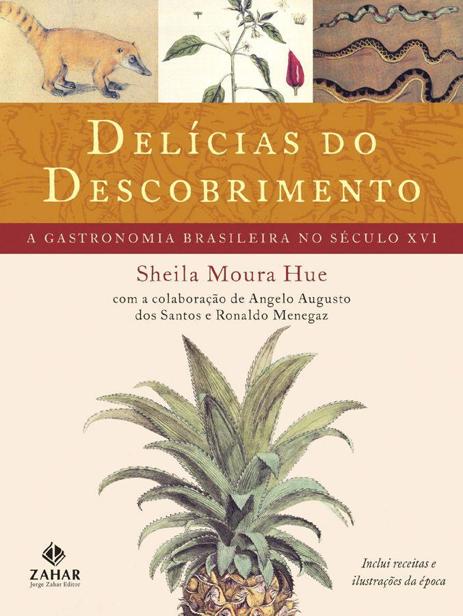 DELÍCIAS DO
DESCOBRIMENTO
A GASTRONOMIA BRASILEIRA NO SÉCULO XVI
Sheila Moura Hue
com a colaboração de Angelo Augusto
dos Santos e Ronaldo Menegaz
Inclui receitas e
ilustrações da época
ZAHAR
Jorge Zahar Editor